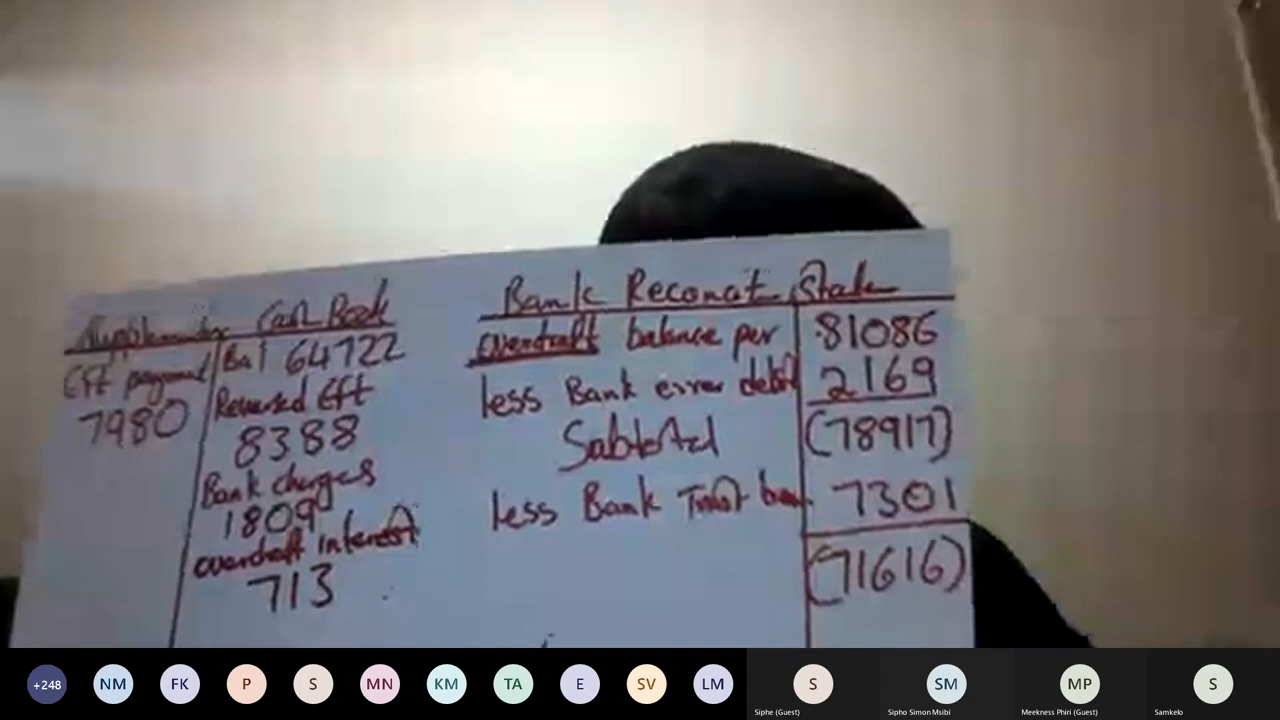 Cash Book
Eft payment
7980
Bal 64722
Reversed Eft
8388
Bank charges
1809
overdraft interest
713
Bank Reconcat State
overdraft balance per 81086
less Bank error debit 2169
Subtotal (78917)
less Bank 7301
(71616)
+248
NM
FK
P
S
MN
KM
TA
E
SV
LM
S
Siphe (Guest)
SM
Sipho Simon Msibi
MP
Meekness Phiri (Guest)
S
Samkelo